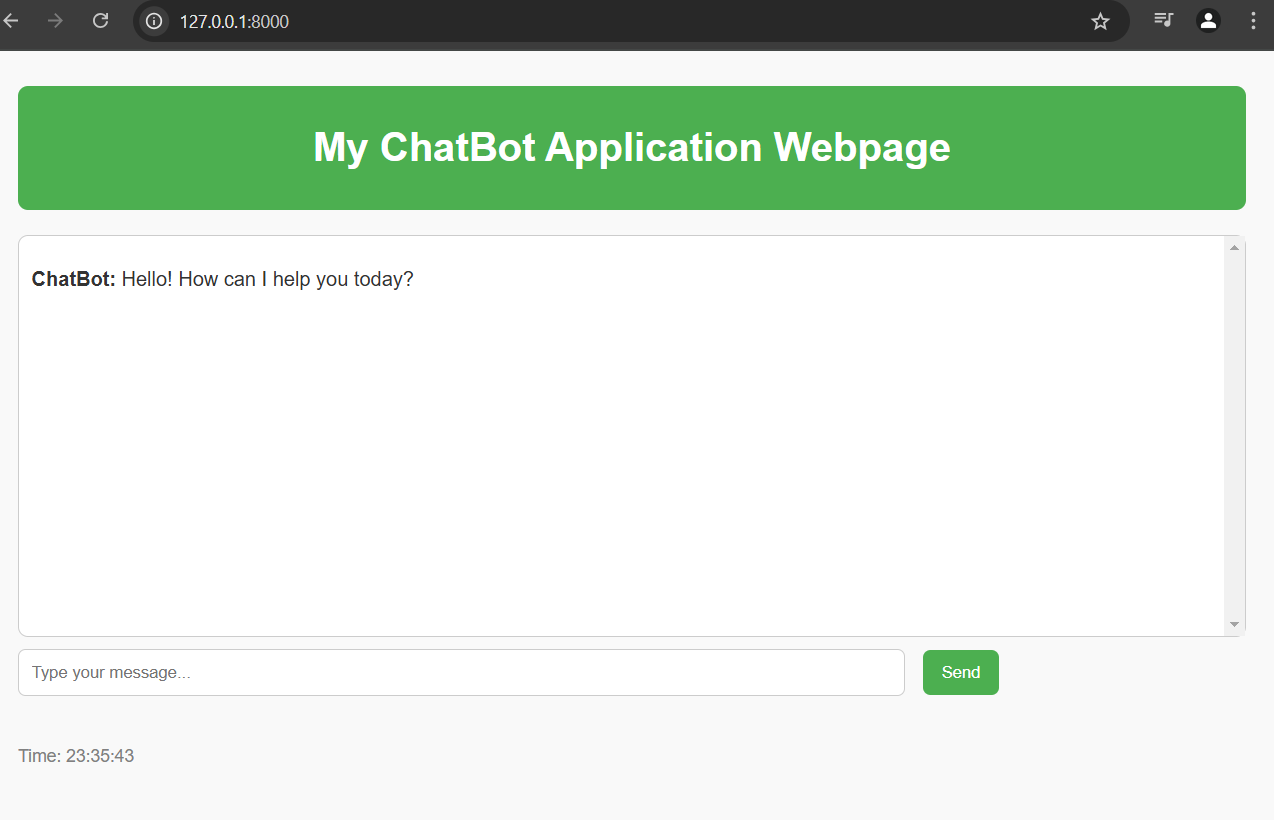 127.0.0.1:8000
My ChatBot Application Webpage
ChatBot: Hello! How can I help you today?
Type your message...
Send
Time: 23:35:43